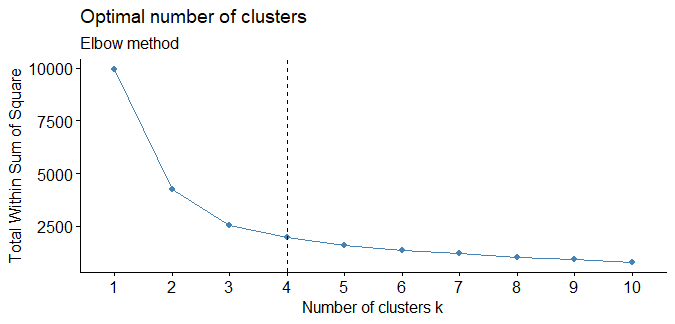 Optimal number of clusters
Elbow method
Total Within Sum of Square
10000
7500
5000
2500
1 2 3 4 5 6 7 8 9 10
Number of clusters k